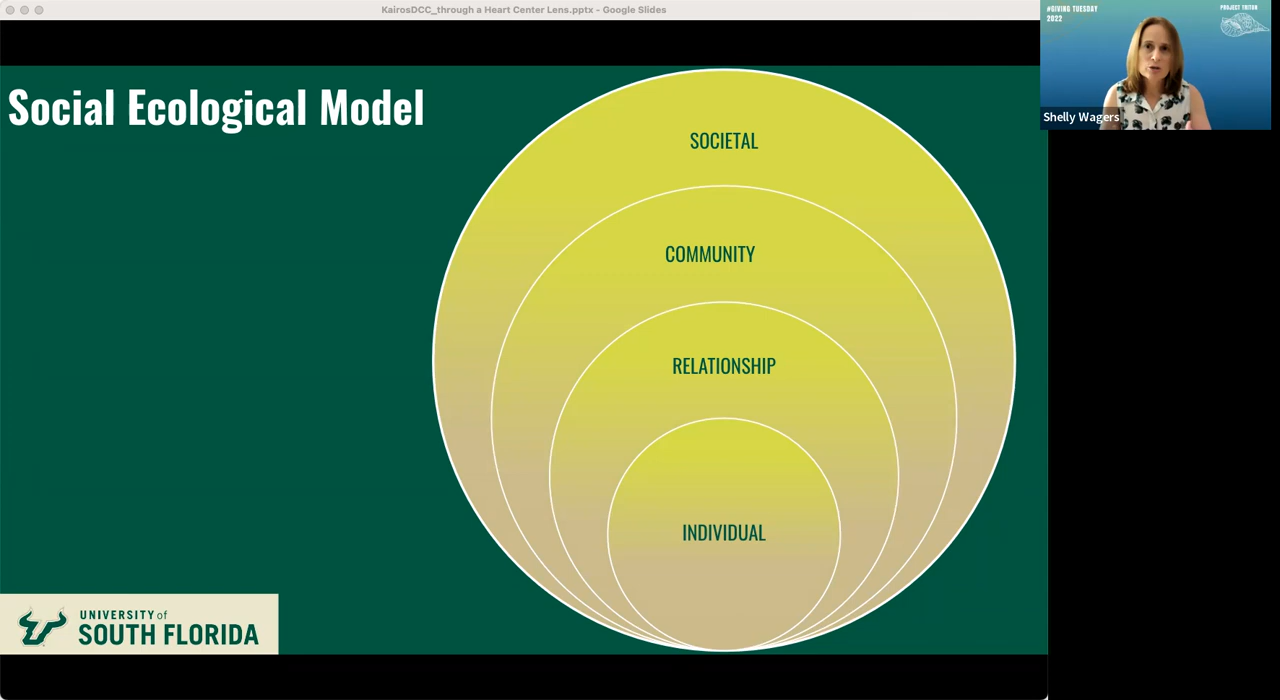 KairosDCC_through a Heart Center Lens.pptx - Google Slides
#GIVING TUESDAY
2022
PROJECT TRITON
Shelly Wagers
Social Ecological Model
SOCIETAL
COMMUNITY
RELATIONSHIP
INDIVIDUAL
UNIVERSITY of
SOUTH FLORIDA